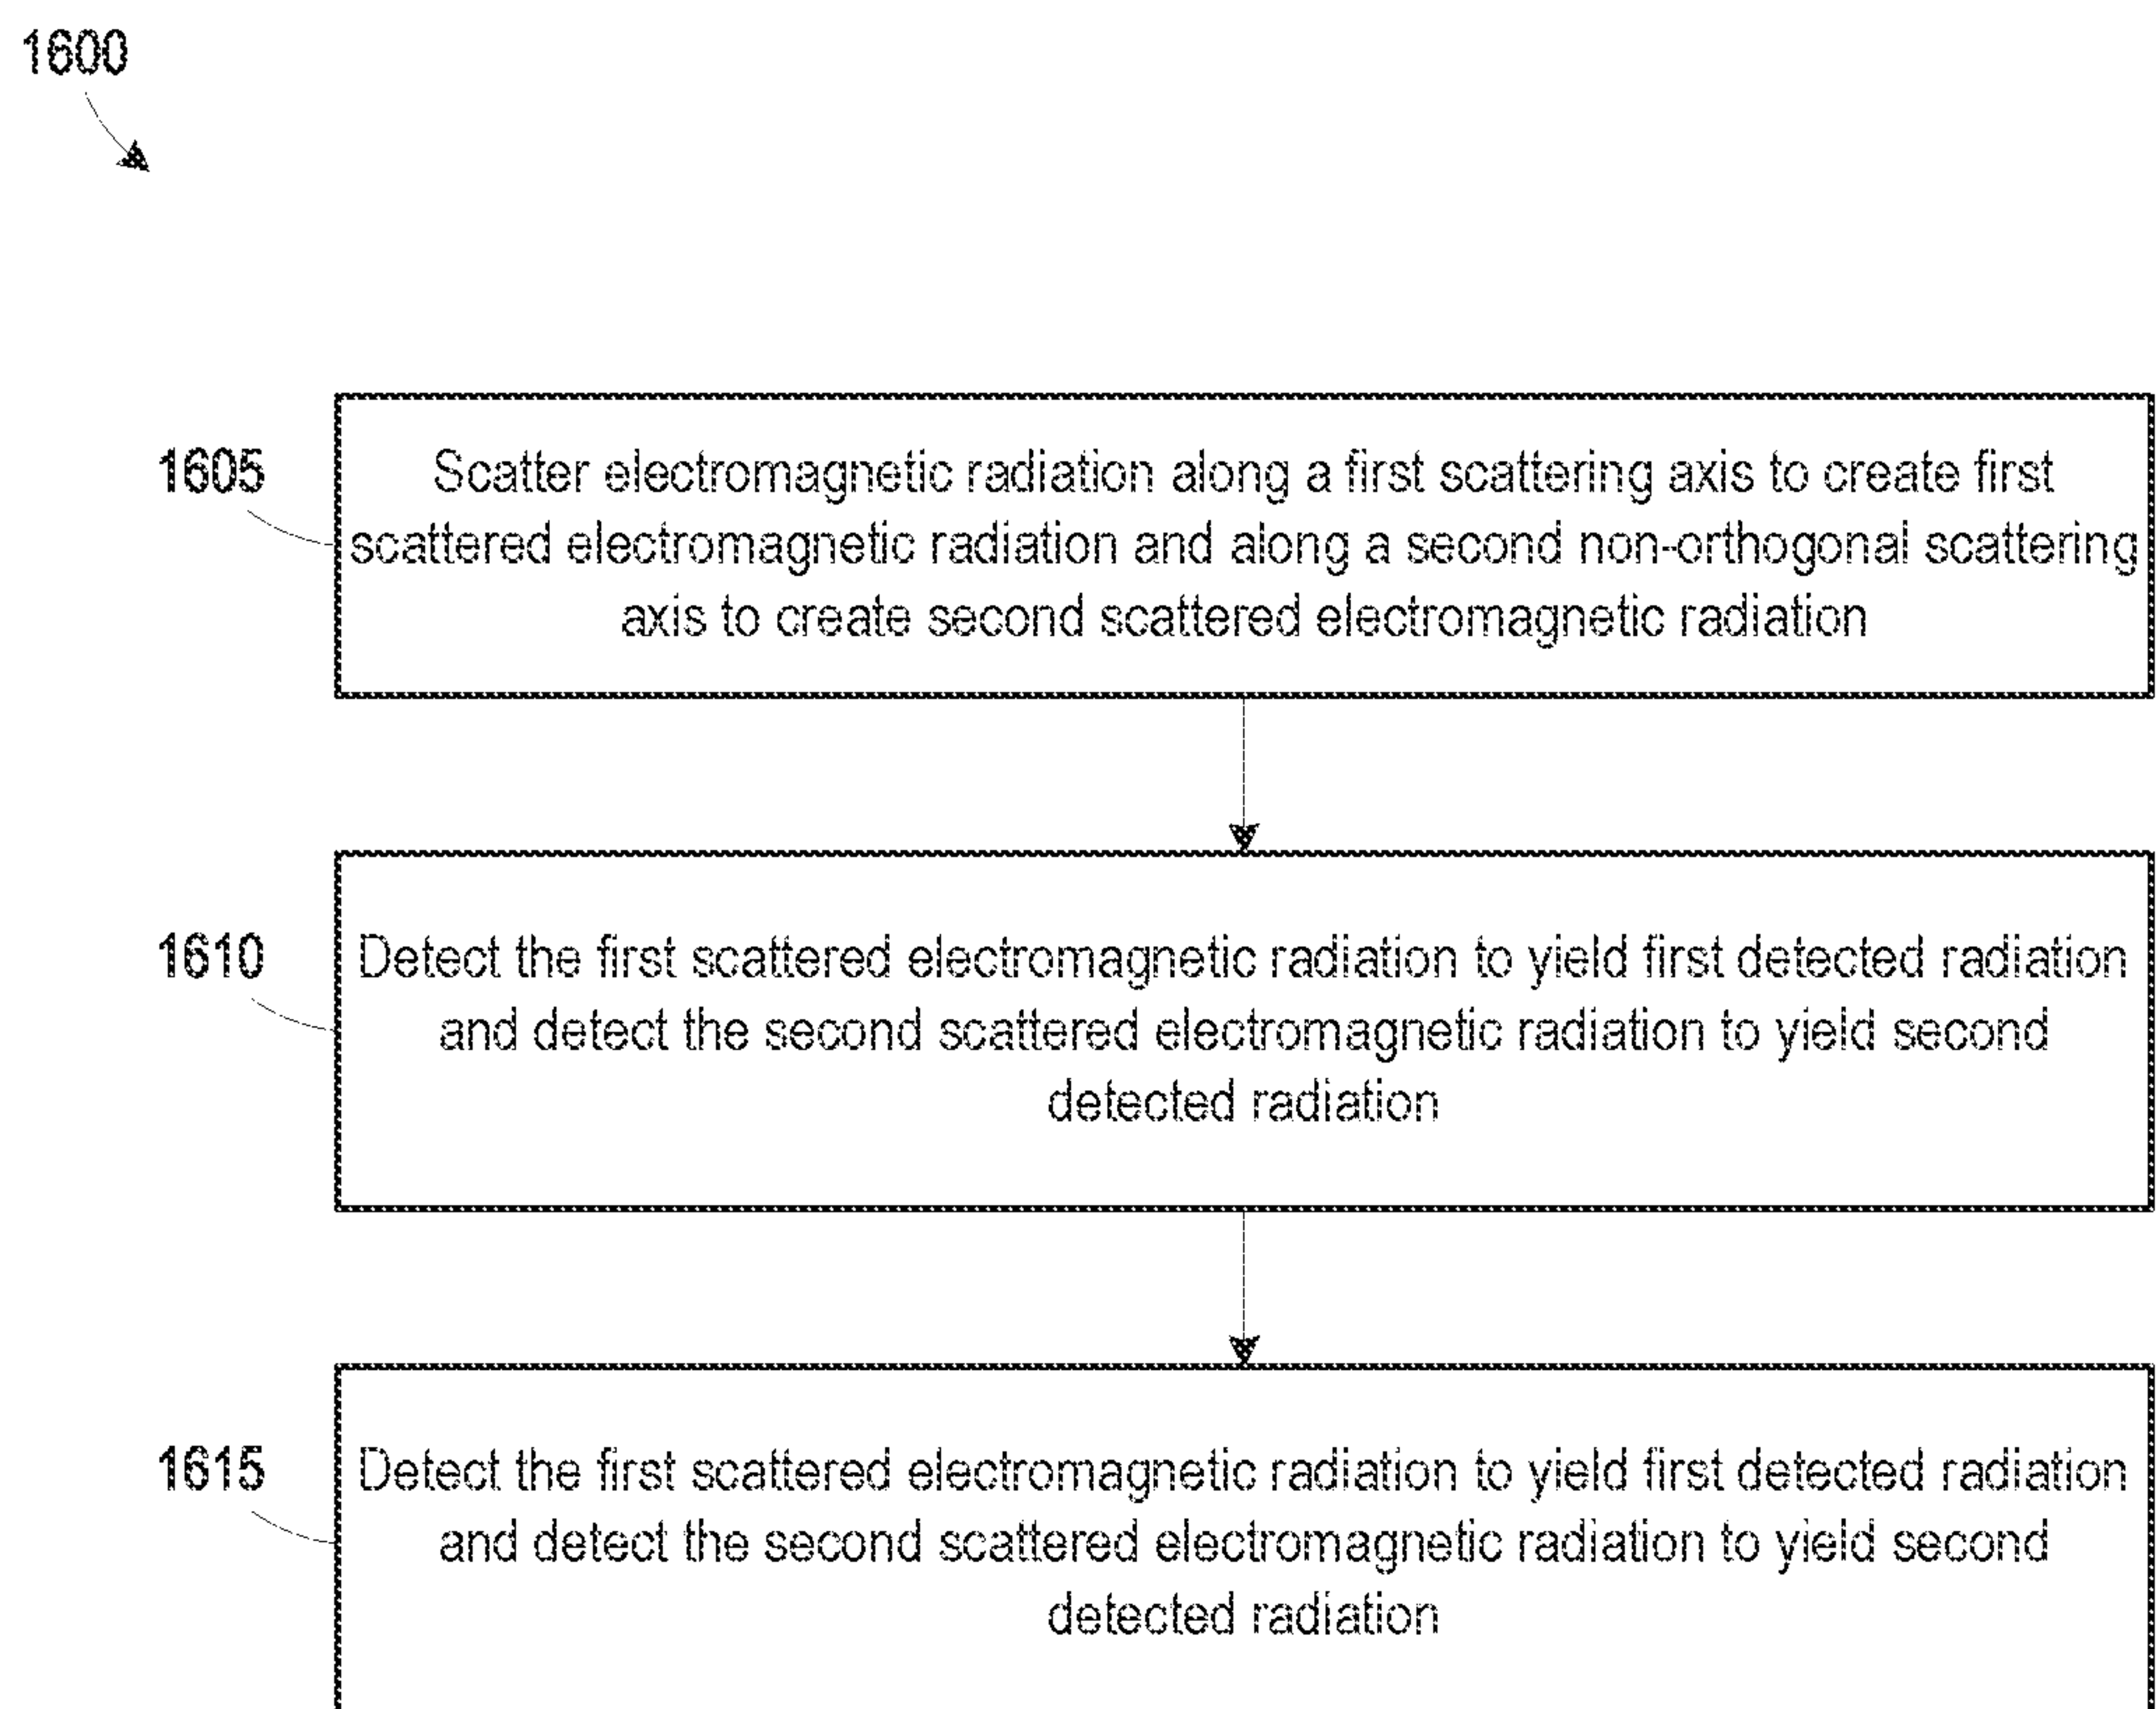 1600
1605
Scatter electromagnetic radiation along a first scattering axis to create first
scattered electromagnetic radiation and along a second non-orthogonal scattering
axis to create second scattered electromagnetic radiation
1610
Detect the first scattered electromagnetic radiation to yield first detected radiation
and detect the second scattered electromagnetic radiation to yield second
detected radiation
1615
Detect the first scattered electromagnetic radiation to yield first detected radiation
and detect the second scattered electromagnetic radiation to yield second
detected radiation